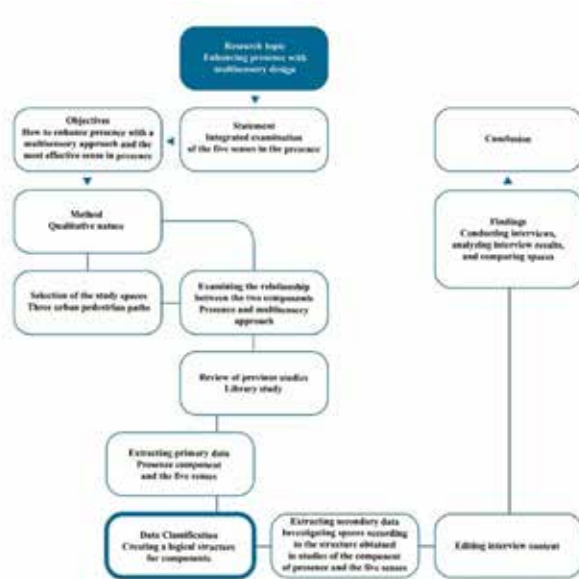 Research topic
Enhancing presence with
multisensory design
Statement
Integrated examination
of the five senses in the presence
Objectives
How to enhance presence with a
multisensory approach and the
most effective sense in presence
Method
Qualitative nature
Selection of the study spaces
Three urban pedestrian paths
Examining the relationship
between the two components
Presence and multisensory
approach
Review of previous studies
Library study
Extracting primary data
Presence component
and the five senses
Data Classification
Creating a logical structure
for components
Extracting secondary data
Investigating spaces according
to the structure obtained
in studies of the component
of presence and the five senses
Editing interview content
Findings
Conducting interviews,
analyzing interview results,
and comparing spaces
Conclusion